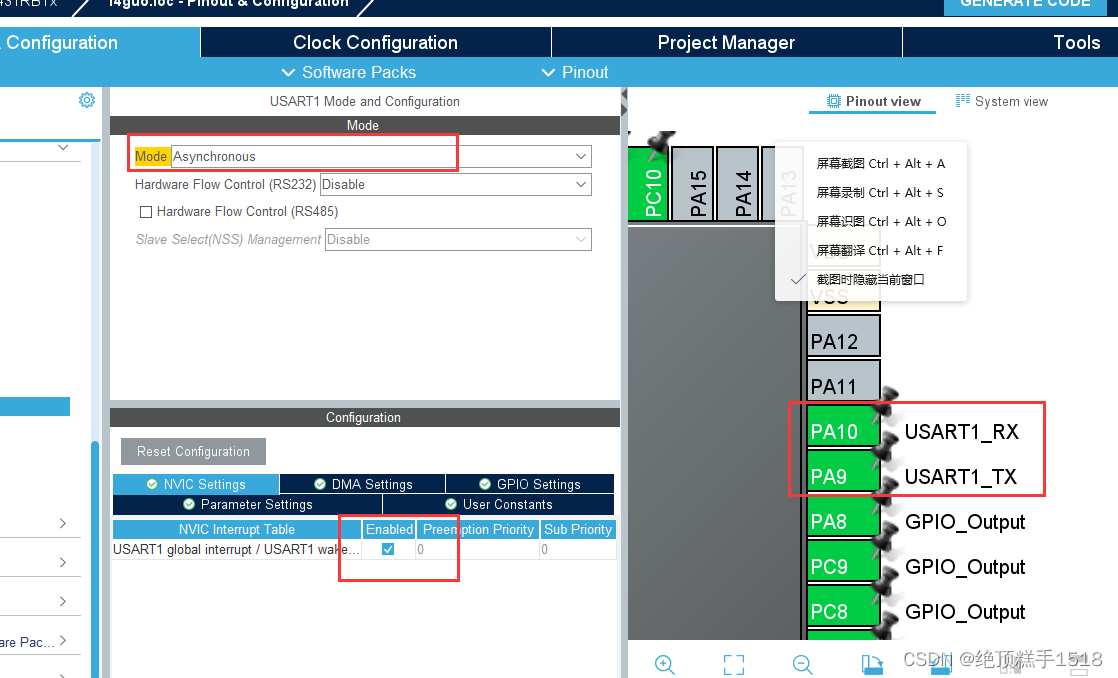 431RBTx
14guo.ioc - Pinout & Configuration
GENERATE CODE
Configuration
Clock Configuration
Project Manager
Tools
Software Packs
Pinout
USART1 Mode and Configuration
Mode
Mode Asynchronous
Hardware Flow Control (RS232) Disable
Hardware Flow Control (RS485)
Slave Select(NSS) Management Disable
Configuration
Reset Configuration
NVIC Settings
DMA Settings
GPIO Settings
Parameter Settings
User Constants
NVIC Interrupt Table
Enabled
Preemption Priority
Sub Priority
USART1 global interrupt / USART1 wake...
0
0
are Pac...
Pinout view
System view
PC10
PA15
PA14
PA13
屏幕截图 Ctrl + Alt + A
屏幕录制 Ctrl + Alt + S
屏幕识图 Ctrl + Alt + O
屏幕翻译 Ctrl + Alt + F
截图时隐藏当前窗口
VSS
PA12
PA11
PA10 USART1_RX
PA9 USART1_TX
PA8 GPIO_Output
PC9 GPIO_Output
PC8 GPIO_Output
CSDN @绝顶糕手1518